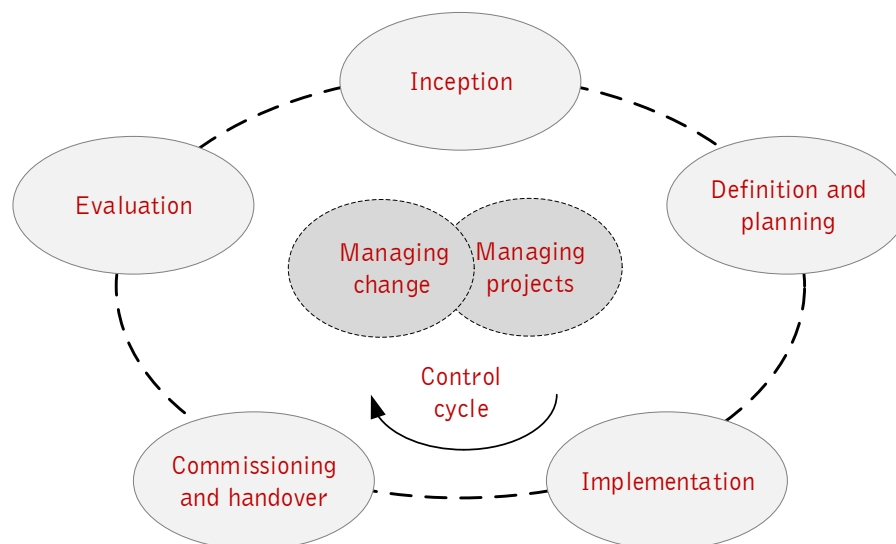 Inception
Definition and
planning
Evaluation
Managing
change
Managing
projects
Control
cycle
Commissioning
and handover
Implementation